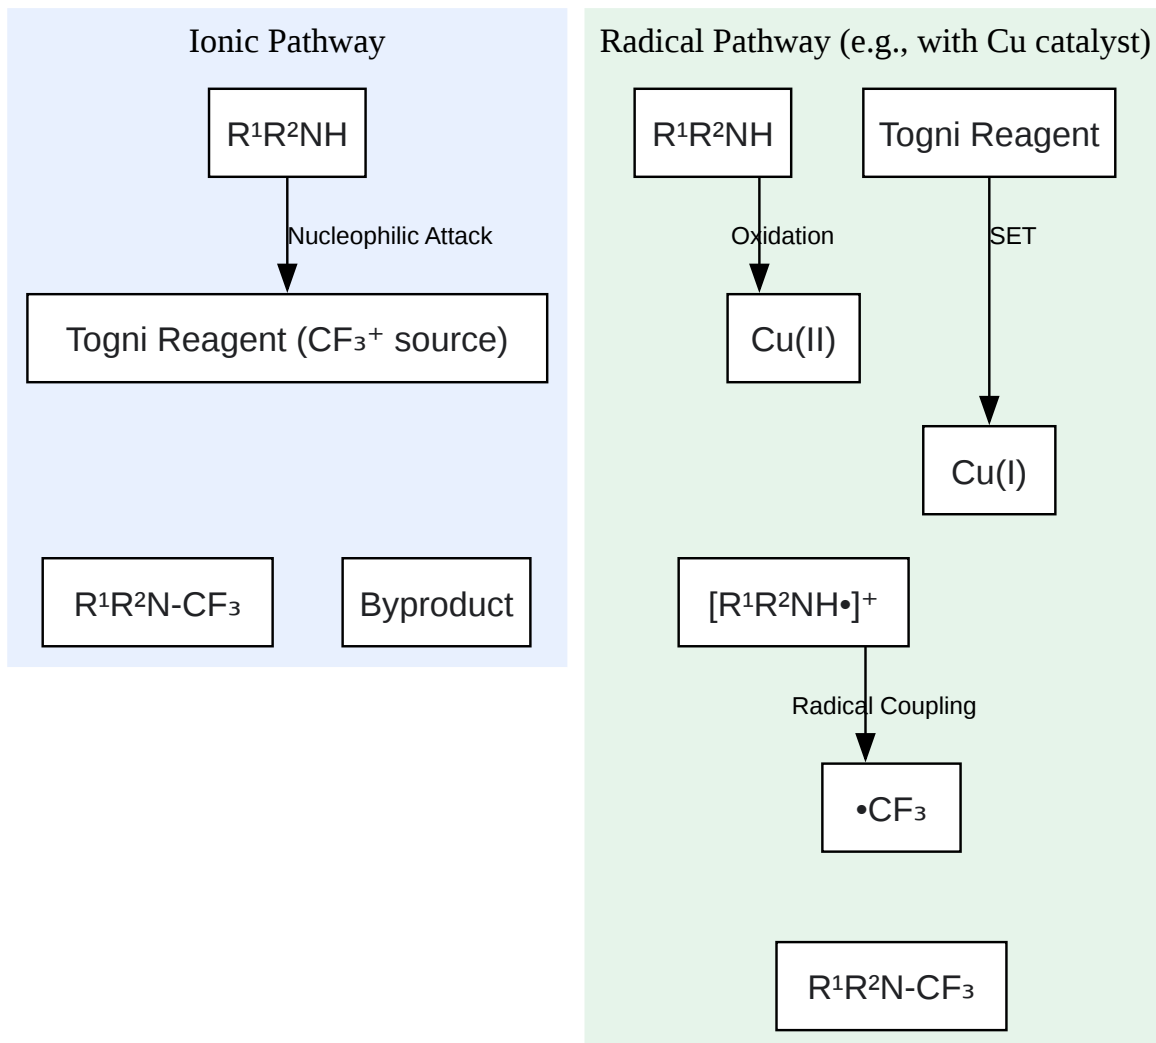 Ionic Pathway
R¹R²NH
Nucleophilic Attack
Togni Reagent (CF₃⁺ source)
R¹R²N-CF₃
Byproduct
Radical Pathway (e.g., with Cu catalyst)
R¹R²NH
Togni Reagent
Oxidation
SET
Cu(II)
Cu(I)
[R¹R²NH•]⁺
Radical Coupling
•CF₃
R¹R²N-CF₃